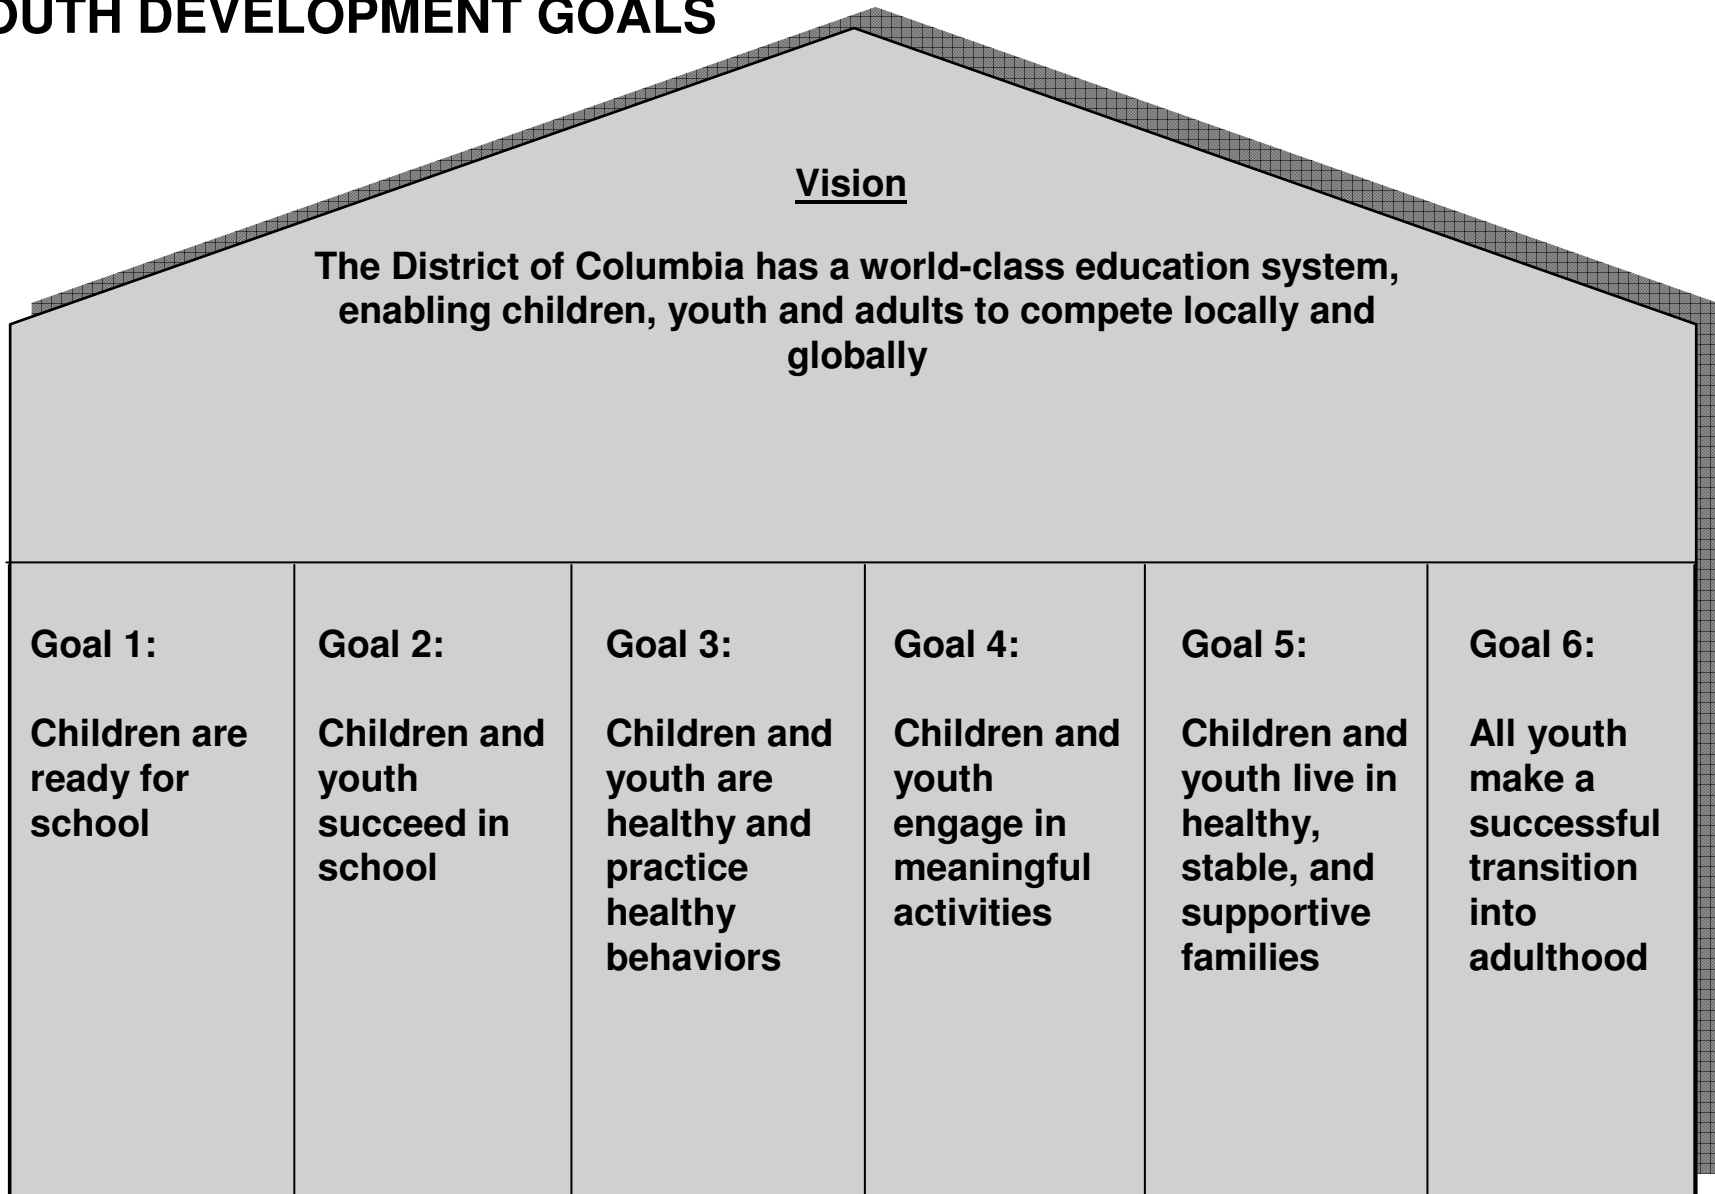 OUTH DEVELOPMENT GOALS
Vision
The District of Columbia has a world-class education system,
enabling children, youth and adults to compete locally and
globally
Goal 1:
Children are
ready for
school
Goal 2:
Children and
youth
succeed in
school
Goal 3:
Children and
youth are
healthy and
practice
healthy
behaviors
Goal 4:
Children and
youth
engage in
meaningful
activities
Goal 5:
Children and
youth live in
healthy,
stable, and
supportive
families
Goal 6:
All youth
make a
successful
transition
into
adulthood